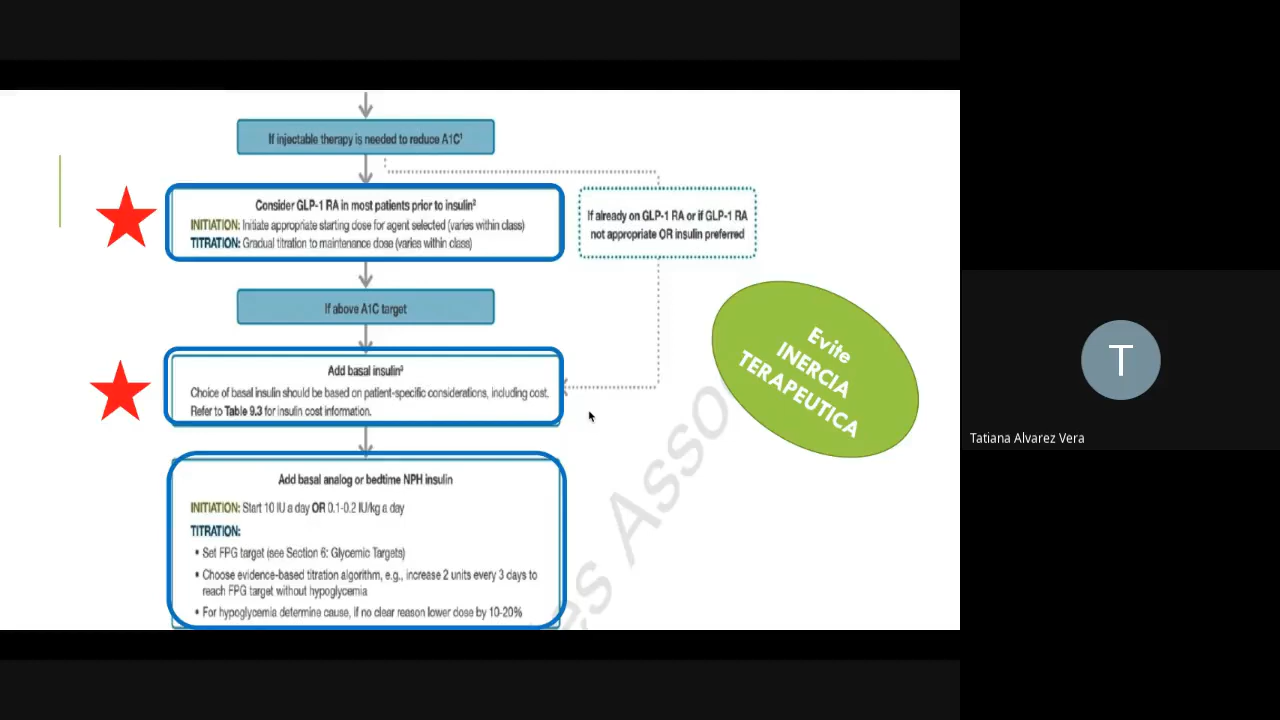 If injectable therapy is needed to reduce A1C¹
Consider GLP-1 RA in most patients prior to insulin²
INITIATION: Initiate appropriate starting dose for agent selected (varies within class)
TITRATION: Gradual titration to maintenance dose (varies within class)
If already on GLP-1 RA or if GLP-1 RA
not appropriate OR insulin preferred
If above A1C target
Add basal insulin³
Choice of basal insulin should be based on patient-specific considerations, including cost.
Refer to Table 9.3 for insulin cost information.
Add basal analog or bedtime NPH insulin
INITIATION: Start 10 IU a day OR 0.1-0.2 IU/kg a day
TITRATION:
• Set FPG target (see Section 6: Glycemic Targets)
• Choose evidence-based titration algorithm, e.g., increase 2 units every 3 days to
reach FPG target without hypoglycemia
• For hypoglycemia determine cause, if no clear reason lower dose by 10-20%
Evite
INERCIA
TERAPEUTICA
es Asso
T
Tatiana Alvarez Vera